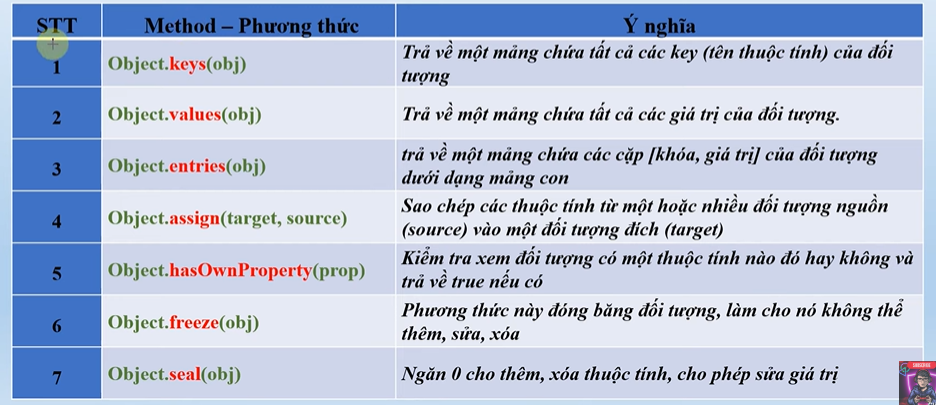 STT Method – Phương thức Ý nghĩa
1 Object.keys(obj) Trả về một mảng chứa tất cả các key (tên thuộc tính) của đối
tượng
2 Object.values(obj) Trả về một mảng chứa tất cả các giá trị của đối tượng.
3 Object.entries(obj) trả về một mảng chứa các cặp [khóa, giá trị] của đối tượng
dưới dạng mảng con
4 Object.assign(target, source) Sao chép các thuộc tính từ một hoặc nhiều đối tượng nguồn
(source) vào một đối tượng đích (target)
5 Object.hasOwnProperty(prop) Kiểm tra xem đối tượng có một thuộc tính nào đó hay không và
trả về true nếu có
6 Object.freeze(obj) Phương thức này đóng băng đối tượng, làm cho nó không thể
thêm, sửa, xóa
7 Object.seal(obj) Ngăn 0 cho thêm, xóa thuộc tính, cho phép sửa giá trị